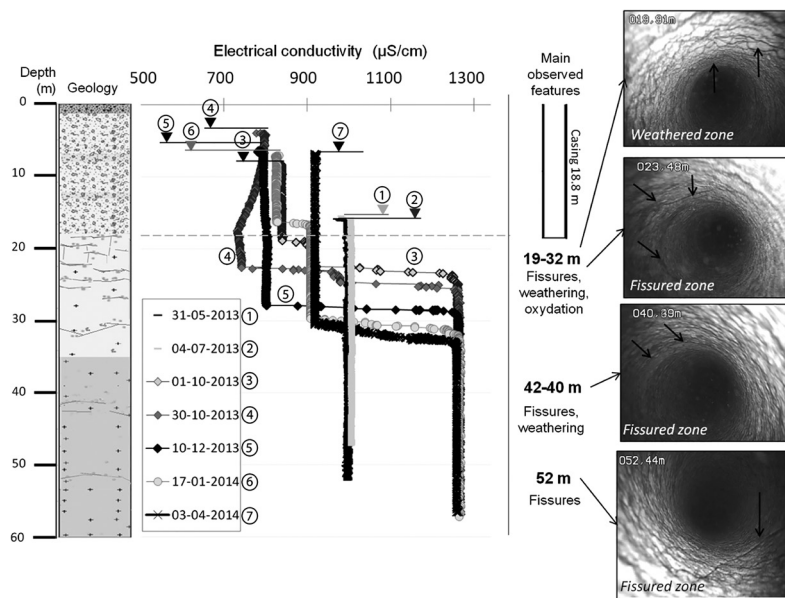 Electrical conductivity (µS/cm)
Depth
(m)
Geology
500
700
900
1100
1300
0
10
20
30
40
50
60
④
⑤
⑥
③
⑦
①
②
③
④
⑤
31-05-2013 ①
04-07-2013 ②
01-10-2013 ③
30-10-2013 ④
10-12-2013 ⑤
17-01-2014 ⑥
03-04-2014 ⑦
Main
observed
features
Casing 18.8 m
19-32 m
Fissures,
weathering,
oxydation
42-40 m
Fissures,
weathering
52 m
Fissures
018.91m
Weathered zone
023.48m
Fissured zone
040.39m
Fissured zone
052.44m
Fissured zone